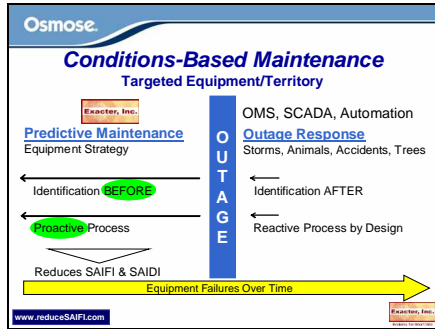 Osmose.
Conditions-Based Maintenance
Targeted Equipment/Territory
Exacter, Inc.
Predictive Maintenance
Equipment Strategy
Identification BEFORE
Proactive Process
Reduces SAIFI & SAIDI
OUTAGE
OMS, SCADA, Automation
Outage Response
Storms, Animals, Accidents, Trees
Identification AFTER
Reactive Process by Design
Equipment Failures Over Time
www.reduceSAIFI.com
Exacter, Inc.